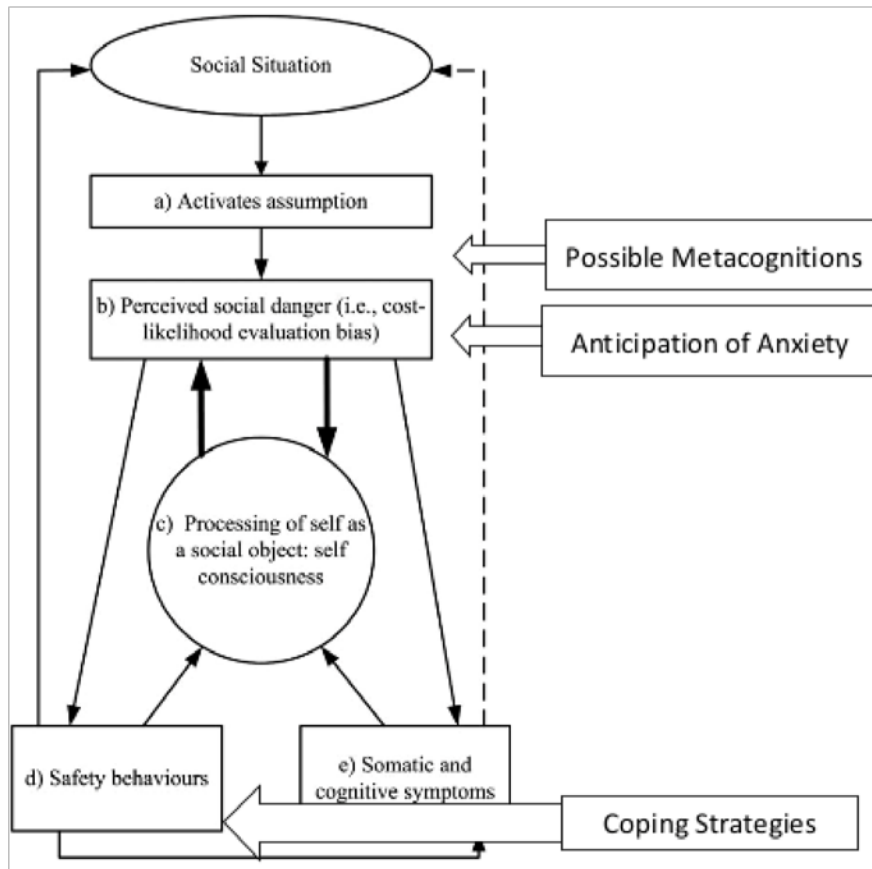 Social Situation
a) Activates assumption
Possible Metacognitions
b) Perceived social danger (i.e., cost-
likelihood evaluation bias)
Anticipation of Anxiety
c) Processing of self as
a social object: self
consciousness
d) Safety behaviours
e) Somatic and
cognitive symptoms
Coping Strategies